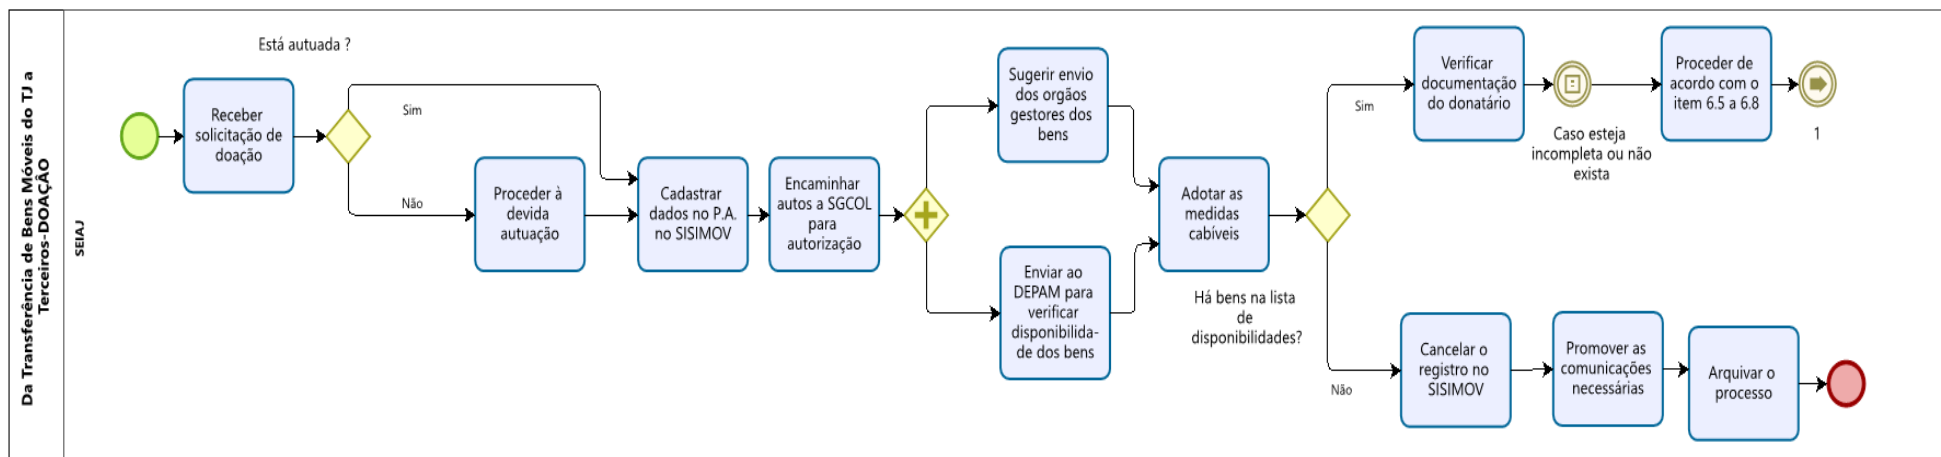 Da Transferência de Bens Móveis do TJ a
Terceiros-DOAÇÂO
SEIAJ
Está autuada ?
Receber
solicitação de
doação
Sim
Não
Proceder à
devida
autuação
Cadastrar
dados no P.A.
no SISIMOV
Encaminhar
autos a SGCOL
para
autorização
Sugerir envio
dos orgãos
gestores dos
bens
Enviar ao
DEPAM para
verificar
disponibilida-
de dos bens
Adotar as
medidas
cabíveis
Há bens na lista
de
disponibilidades?
Sim
Verificar
documentação
do donatário
Caso esteja
incompleta ou não
exista
Proceder de
acordo com o
item 6.5 a 6.8
1
Não
Cancelar o
registro no
SISIMOV
Promover as
comunicações
necessárias
Arquivar o
processo